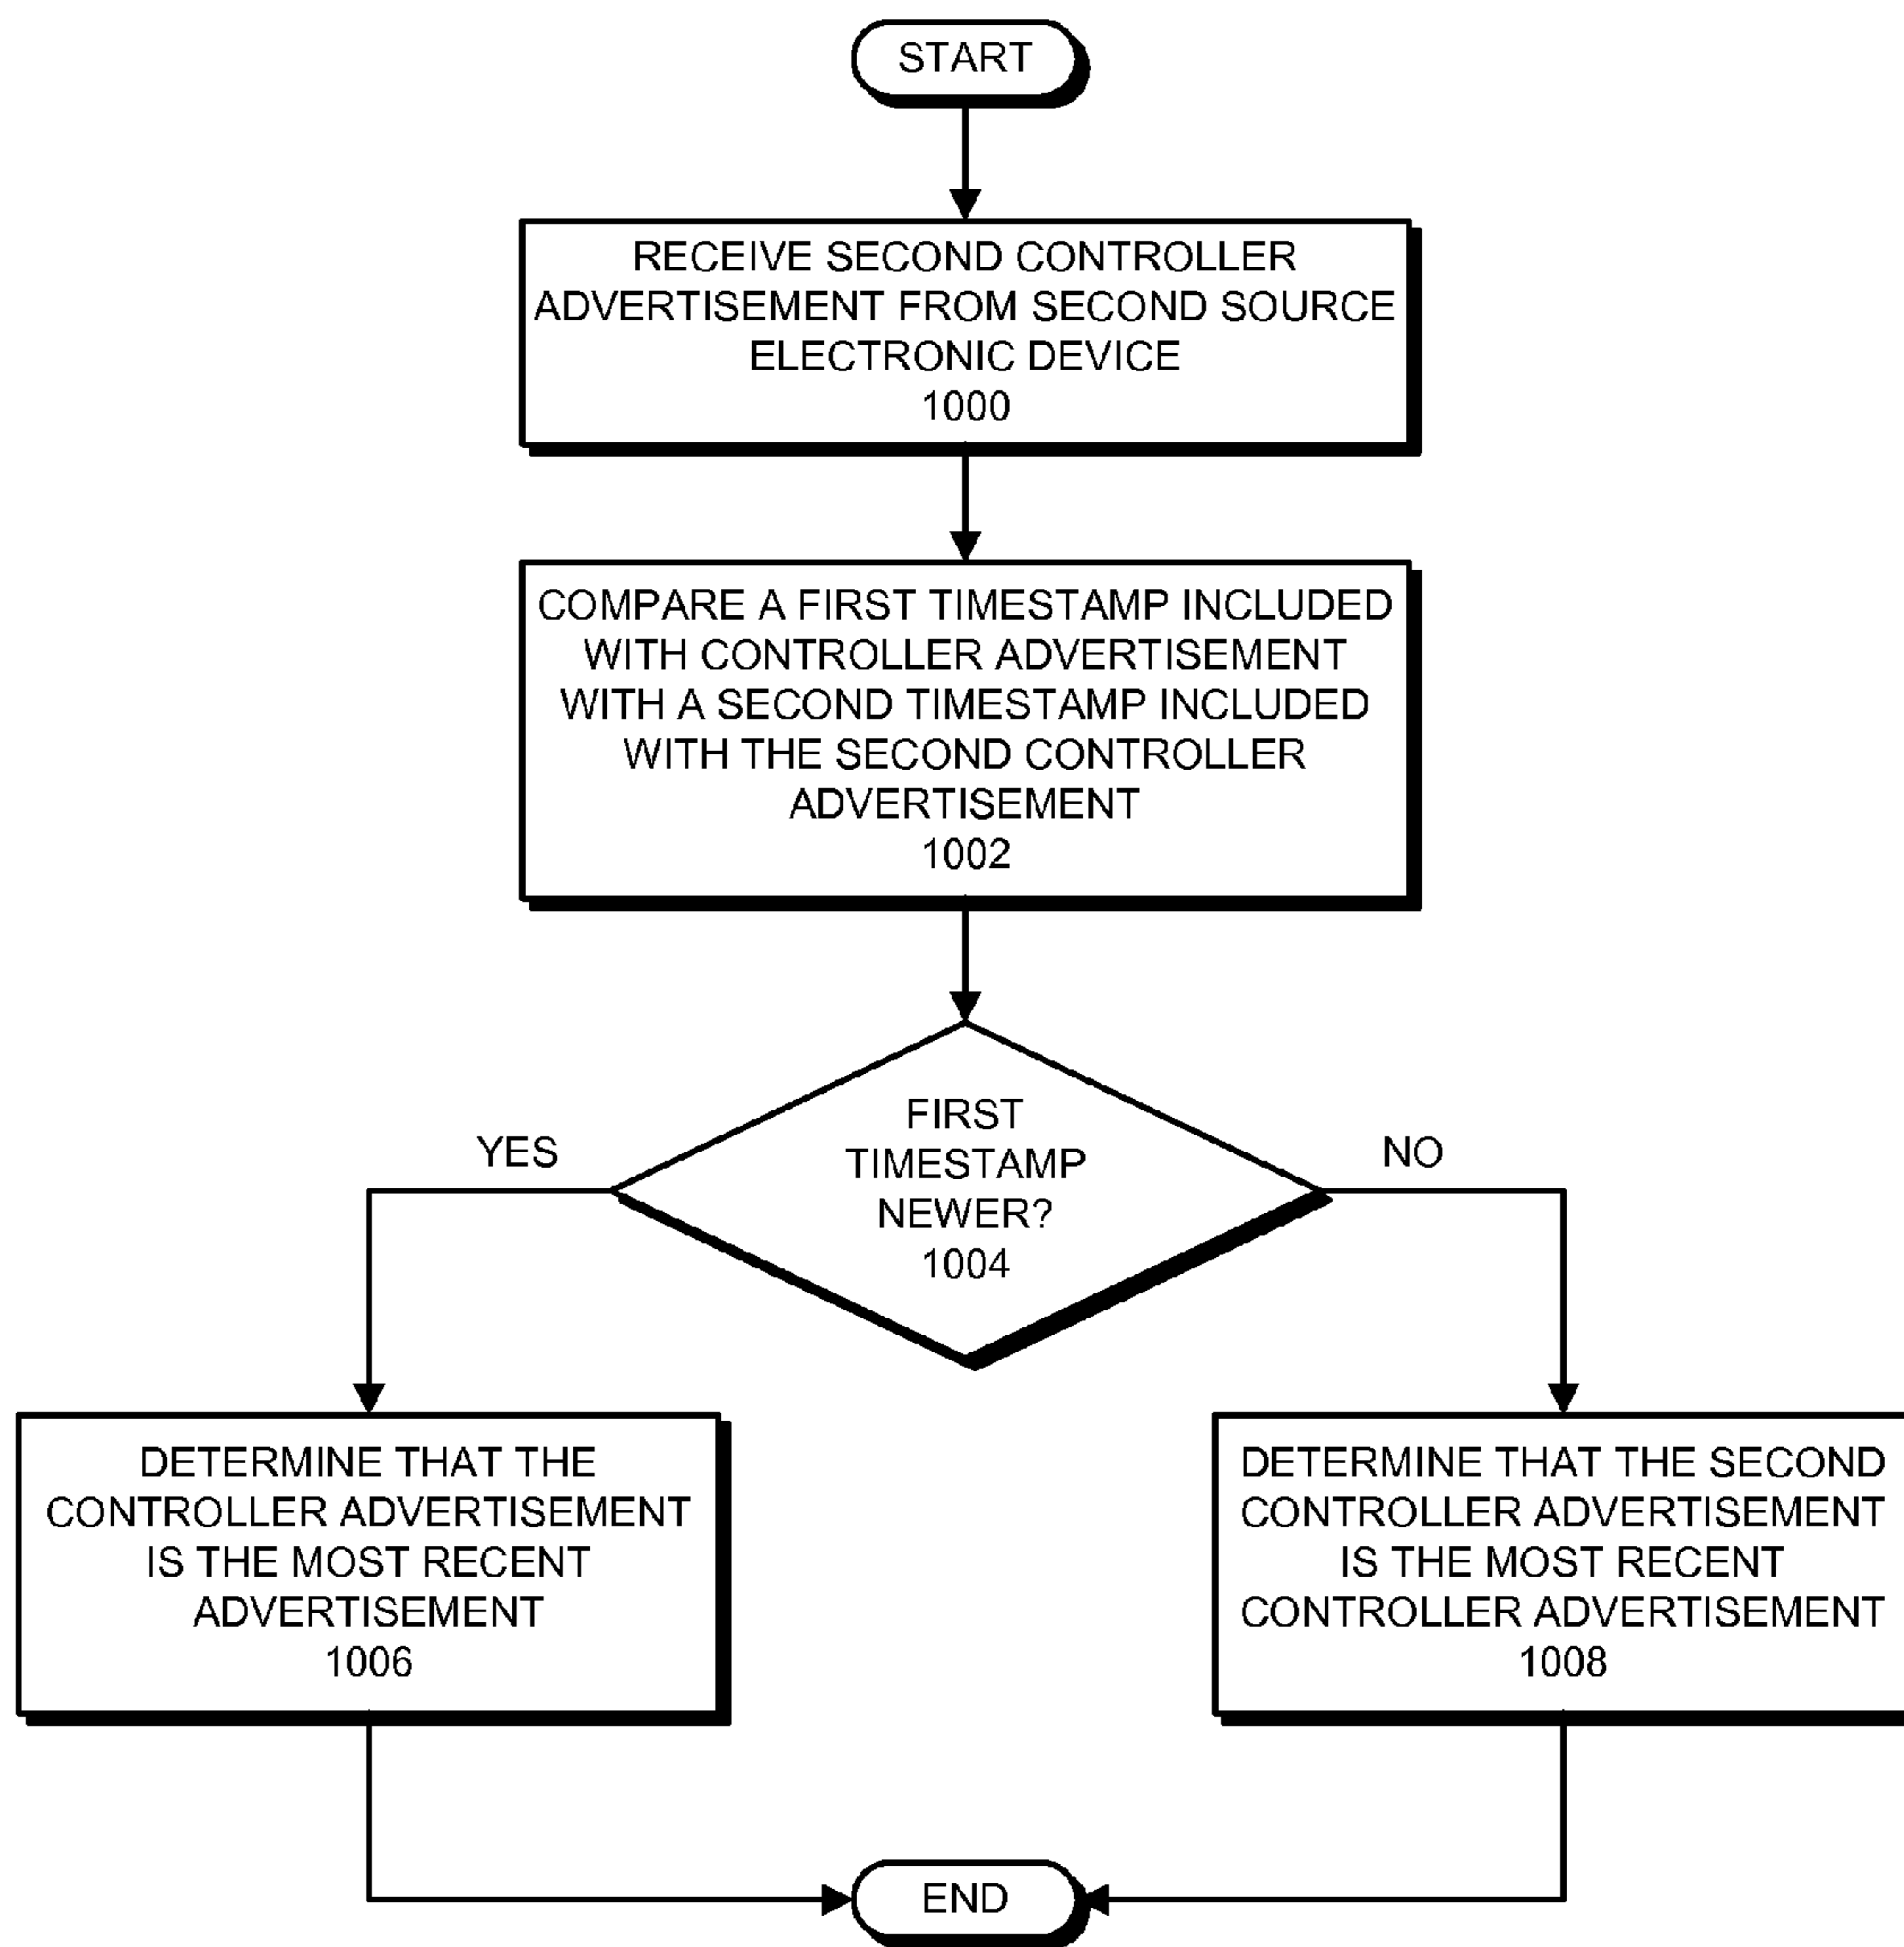 START
RECEIVE SECOND CONTROLLER
ADVERTISEMENT FROM SECOND SOURCE
ELECTRONIC DEVICE
1000
COMPARE A FIRST TIMESTAMP INCLUDED
WITH CONTROLLER ADVERTISEMENT
WITH A SECOND TIMESTAMP INCLUDED
WITH THE SECOND CONTROLLER
ADVERTISEMENT
1002
FIRST
TIMESTAMP
NEWER?
1004
YES
NO
DETERMINE THAT THE
CONTROLLER ADVERTISEMENT
IS THE MOST RECENT
ADVERTISEMENT
1006
DETERMINE THAT THE SECOND
CONTROLLER ADVERTISEMENT
IS THE MOST RECENT
CONTROLLER ADVERTISEMENT
1008
END